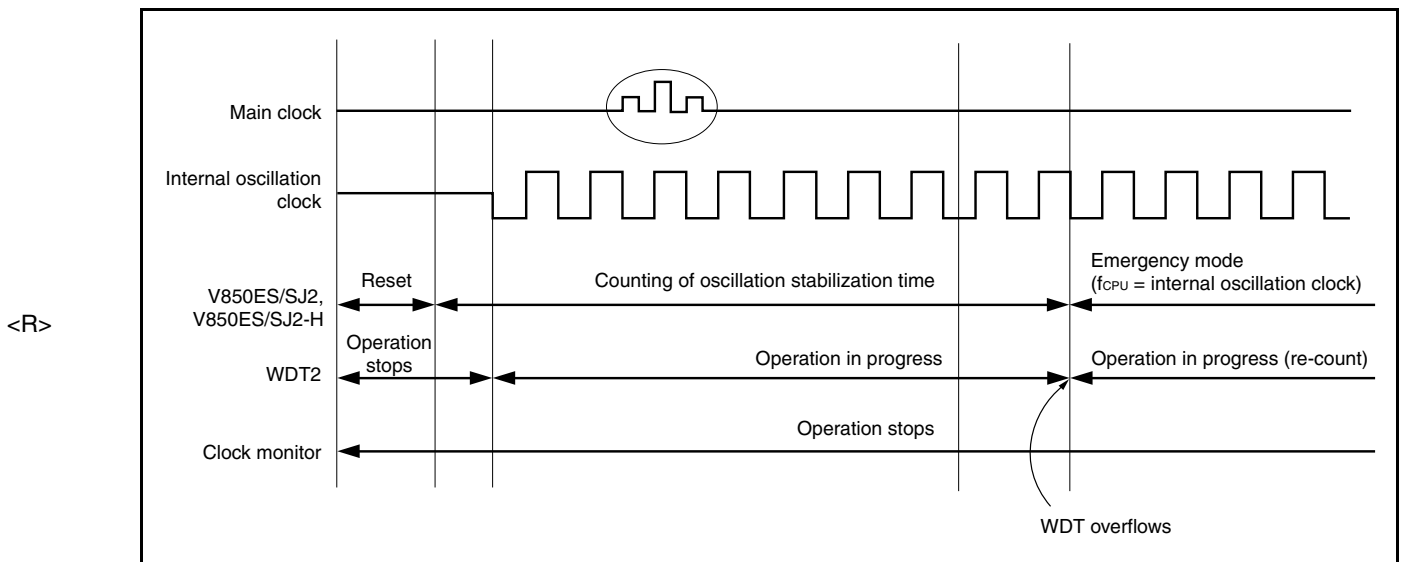 Main clock
Internal oscillation
clock
Emergency mode
(fCPU = internal oscillation clock)
Reset
Counting of oscillation stabilization time
V850ES/SJ2,
V850ES/SJ2-H
<R>
Operation
stops
WDT2
Operation in progress
Operation in progress (re-count)
Operation stops
Clock monitor
WDT overflows